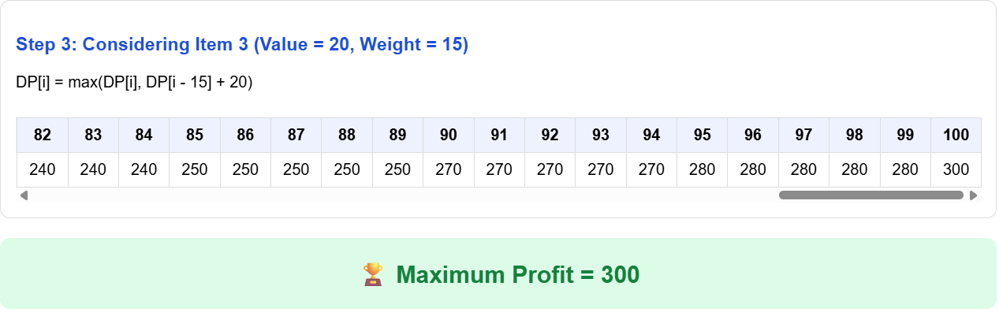 Step 3: Considering Item 3 (Value = 20, Weight = 15)
DP[i] = max(DP[i], DP[i - 15] + 20)
82 83 84 85 86 87 88 89 90 91 92 93 94 95 96 97 98 99 100
240 240 240 250 250 250 250 250 270 270 270 270 270 280 280 280 280 280 300
🏆 Maximum Profit = 300